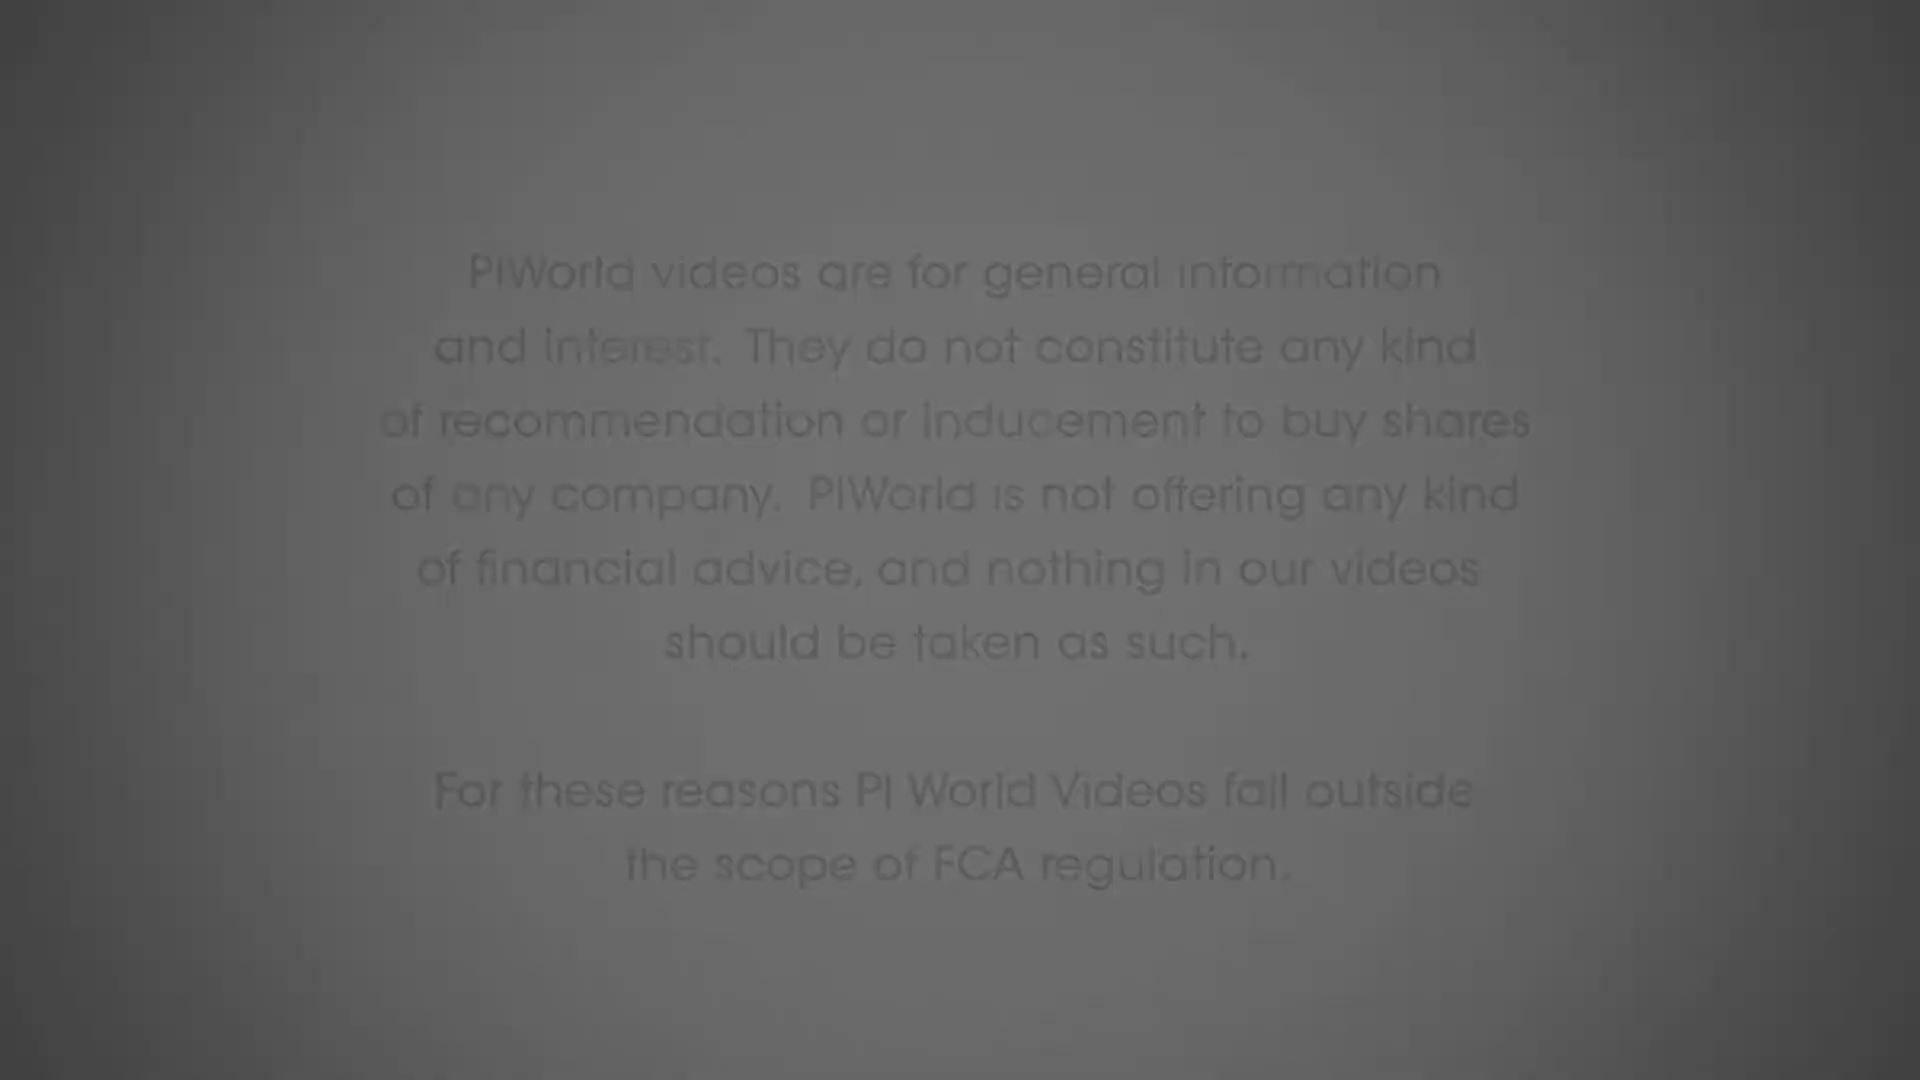 PIWorld videos are for general information
and interest. They do not constitute any kind
of recommendation or inducement to buy shares
of any company. PIWorld is not offering any kind
of financial advice, and nothing in our videos
should be taken as such.
For these reasons PI World Videos fall outside
the scope of FCA regulation.